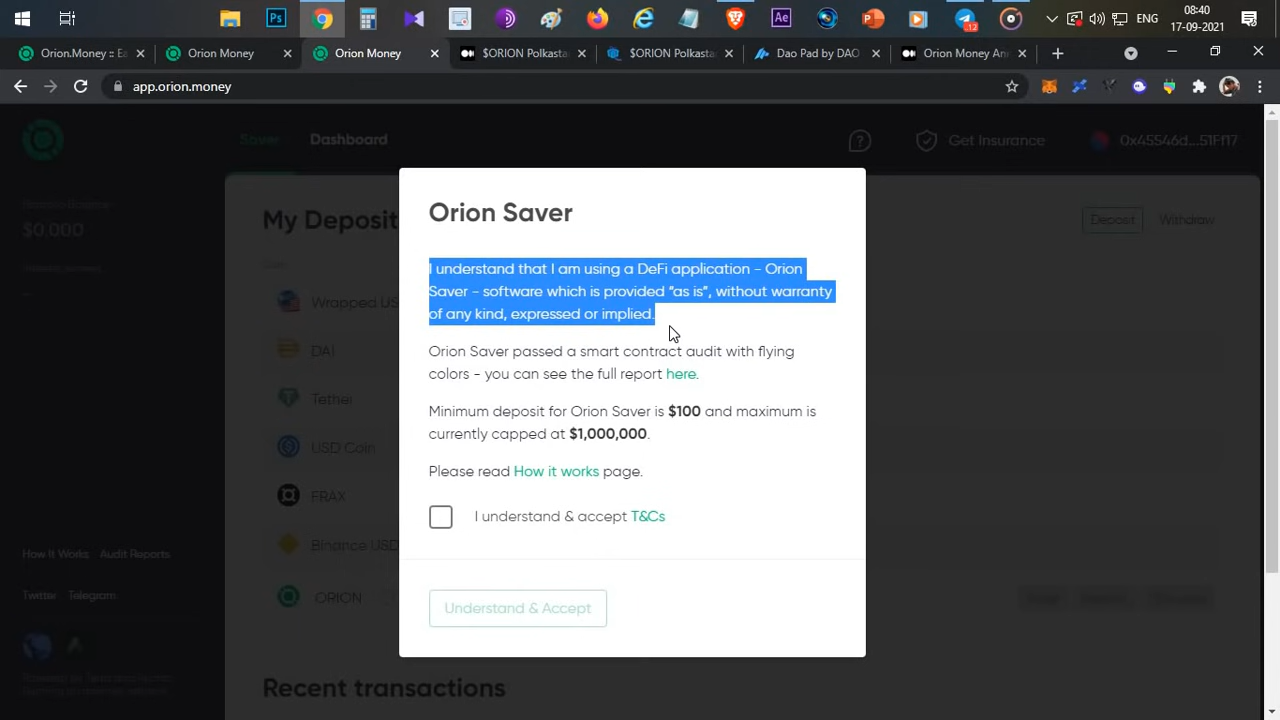 08:40
ENG
17-09-2021
12
Orion.Money :: Ea
Orion Money
Orion Money
$ORION Polkasta
$ORION Polkasta
Dao Pad by DAO
Orion Money An
app.orion.money
Saver
Dashboard
Get Insurance
0x45546d...51Ff17
$0.000
My Deposit
Deposit
Withdraw
Orion Saver
I understand that I am using a DeFi application - Orion
Saver - software which is provided “as is”, without warranty
of any kind, expressed or implied.
Orion Saver passed a smart contract audit with flying
colors - you can see the full report here.
Minimum deposit for Orion Saver is $100 and maximum is
currently capped at $1,000,000.
Please read How it works page.
I understand & accept T&Cs
Understand & Accept
Wrapped US
DAI
Tether
USD Coin
FRAX
Binance USD
ORION
How It Works
Audit Reports
Twitter
Telegram
Recent transactions